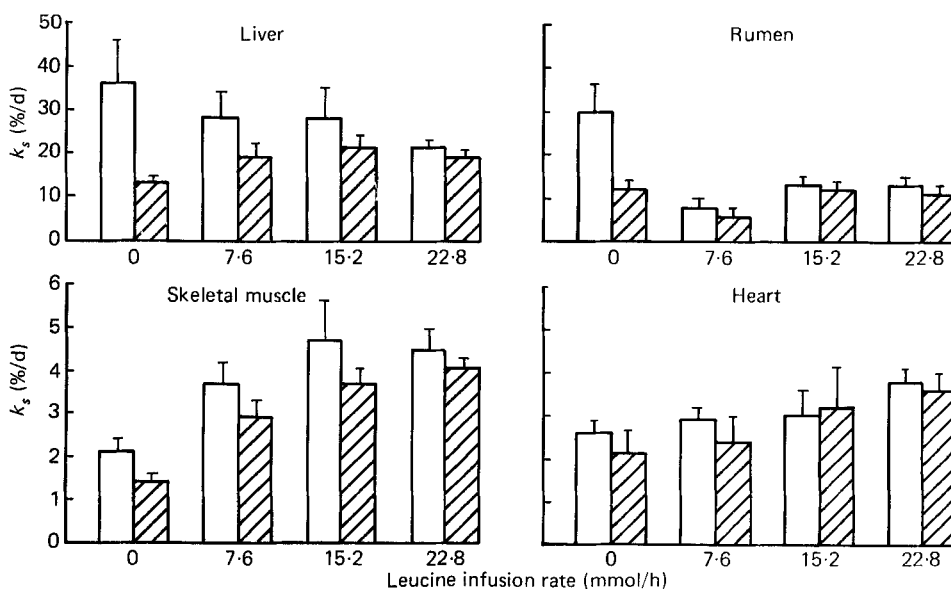 Liver
Rumen
kₛ (%/d)
50
40
30
20
10
0
0 7·6 15·2 22·8
0 7·6 15·2 22·8
Skeletal muscle
Heart
kₛ (%/d)
6
5
4
3
2
1
0
0 7·6 15·2 22·8
0 7·6 15·2 22·8
Leucine infusion rate (mmol/h)